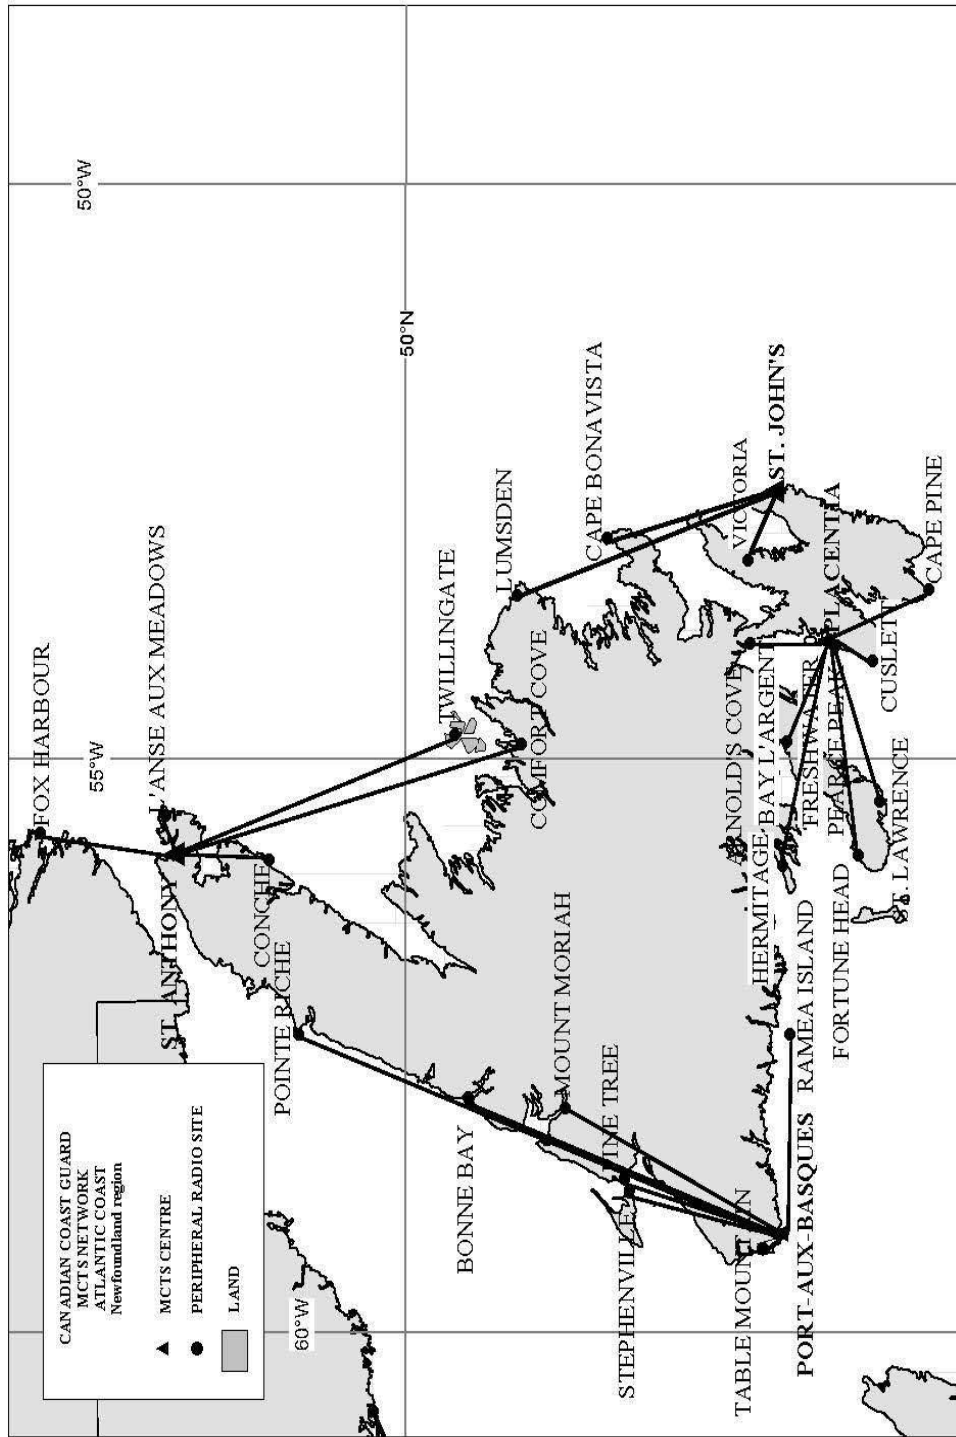 CANADIAN COAST GUARD
MCTS NETWORK
ATLANTIC COAST
Newfoundland region
MCTS CENTRE
PERIPHERAL RADIO SITE
LAND
50°W
55°W
60°W
50°N
FOX HARBOUR
L'ANSE AUX MEADOWS
ST. ANTHONY
CONCHE
POINTE RICHE
TWILLINGATE
LUMSDEN
COMFORT COVE
CAPE BONAVISTA
BONNE BAY
MOUNT MORIAH
PINE TREE
STEPHENVILLE
VICTORIA
ST. JOHN'S
ARNOLD'S COVE
HERMITAGE
BAY L'ARGENT
FRESHWATER
PEARCE PEAK
PLACENTIA
CUSLETT
CAPE PINE
TABLE MOUNTAIN
PORT-AUX-BASQUES
RAMEA ISLAND
FORTUNE HEAD
ST. LAWRENCE